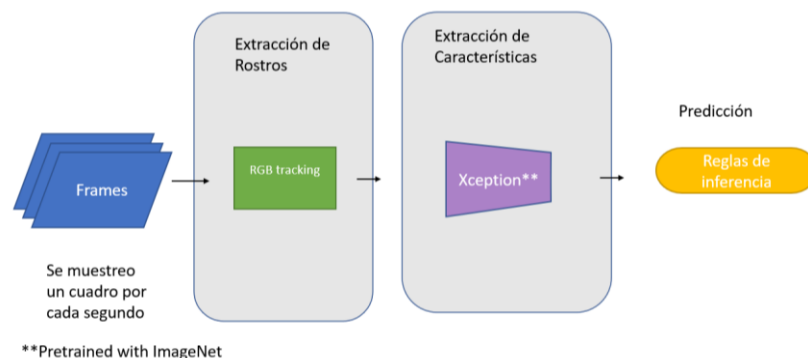 Extracción de
Rostros
Extracción de
Características
Predicción
Frames
RGB tracking
Xception**
Reglas de
inferencia
Se muestreo
un cuadro por
cada segundo
**Pretrained with ImageNet